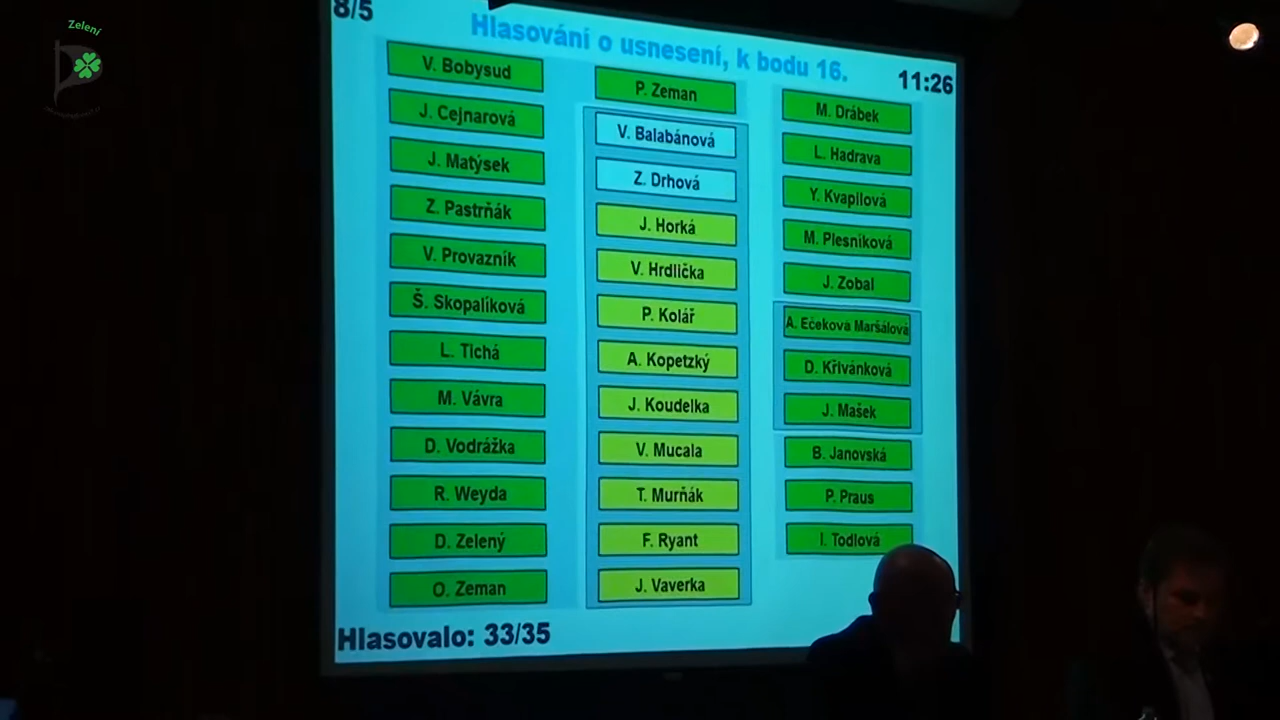 Zelení
8/5
Hlasování o usnesení, k bodu 16.
11:26
V. Bobysud
J. Cejnarová
J. Matýsek
Z. Pastrňák
V. Provazník
Š. Skopalíková
L. Tichá
M. Vávra
D. Vodrážka
R. Weyda
D. Zelený
O. Zeman
P. Zeman
V. Balabánová
Z. Drhová
J. Horká
V. Hrdlička
P. Kolář
A. Kopetzký
J. Koudelka
V. Mucala
T. Murňák
F. Ryant
J. Vaverka
M. Drábek
L. Hadrava
Y. Kvapilová
M. Plesníková
J. Zobal
A. Ečeková Maršálová
D. Křivánková
J. Mašek
B. Janovská
P. Praus
I. Todlová
Hlasovalo: 33/35